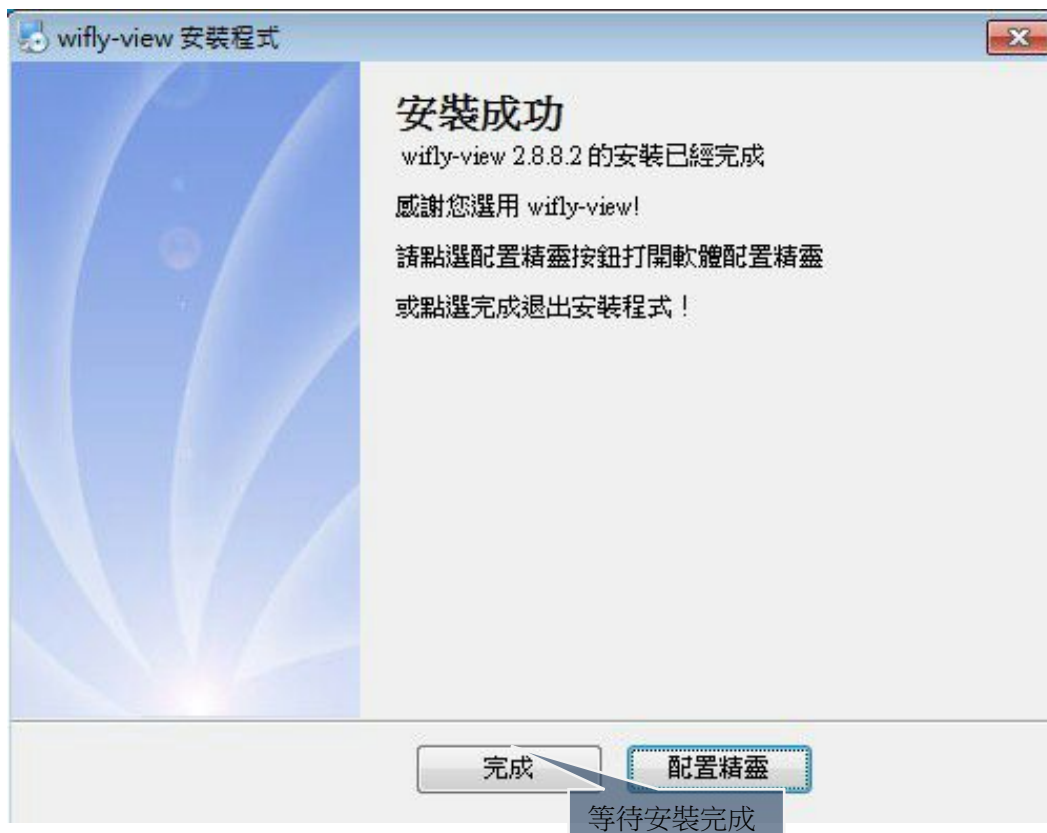 wifly-view 安裝程式
安裝成功
wifly-view 2.8.8.2 的安裝已經完成
感謝您選用 wifly-view!
請點選配置精靈按鈕打開軟體配置精靈
或點選完成退出安裝程式！
完成
配置精靈
等待安裝完成